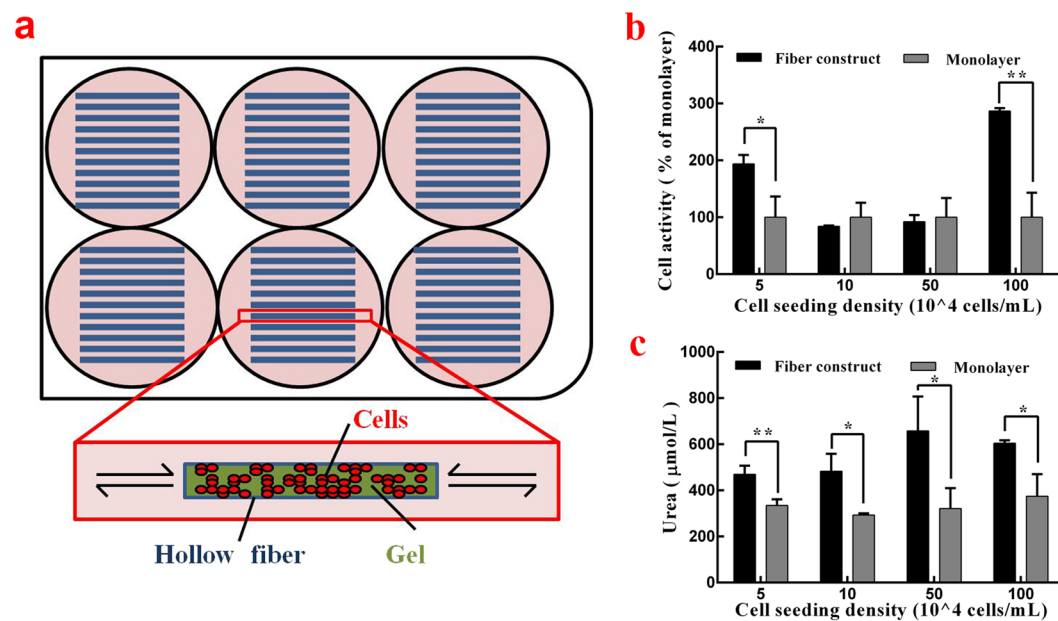 a
Cells
Hollow fiber
Gel
b
Fiber construct
Monolayer
Cell activity ( % of monolayer)
400
300
200
100
0
*
**
5
10
50
100
Cell seeding density (10^4 cells/mL)
c
Fiber construct
Monolayer
Urea ( μmol/L )
1000
800
600
400
200
0
**
*
*
*
5
10
50
100
Cell seeding density (10^4 cells/mL)